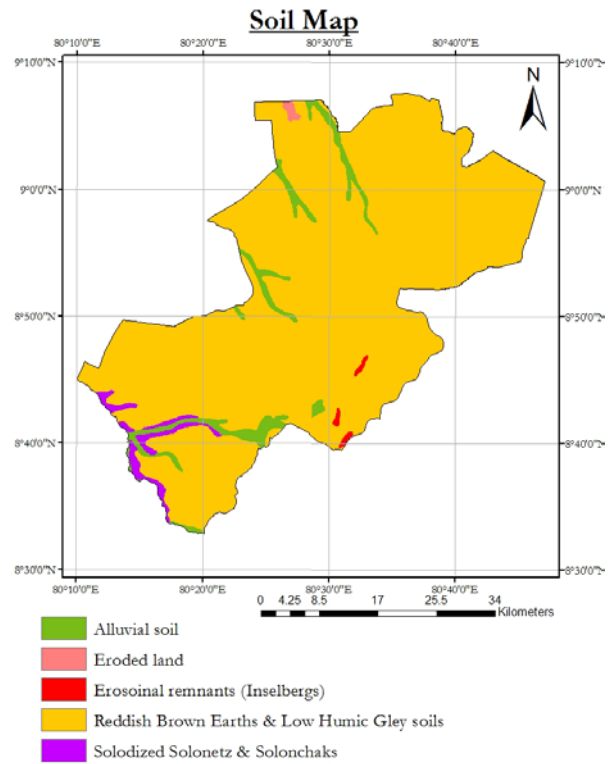 Soil Map
80°10'0"E 80°20'0"E 80°30'0"E 80°40'0"E
9°10'0"N 9°10'0"N
N
9°0'0"N 9°0'0"N
8°50'0"N 8°50'0"N
8°40'0"N 8°40'0"N
8°30'0"N 8°30'0"N
80°10'0"E 80°20'0"E 80°30'0"E 80°40'0"E
0 4.25 8.5 17 25.5 34
Kilometers
Alluvial soil
Eroded land
Erosoinal remnants (Inselbergs)
Reddish Brown Earths & Low Humic Gley soils
Solodized Solonetz & Solonchaks